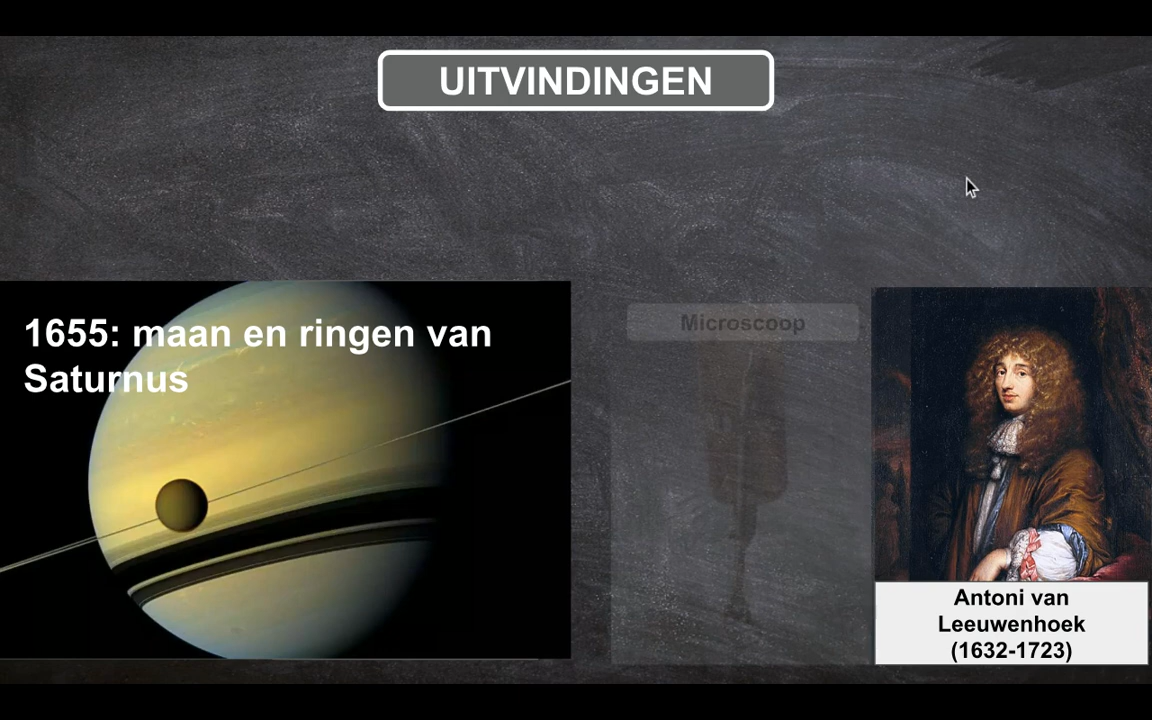 UITVINDINGEN
1655: maan en ringen van
Saturnus
Microscoop
Antoni van
Leeuwenhoek
(1632-1723)